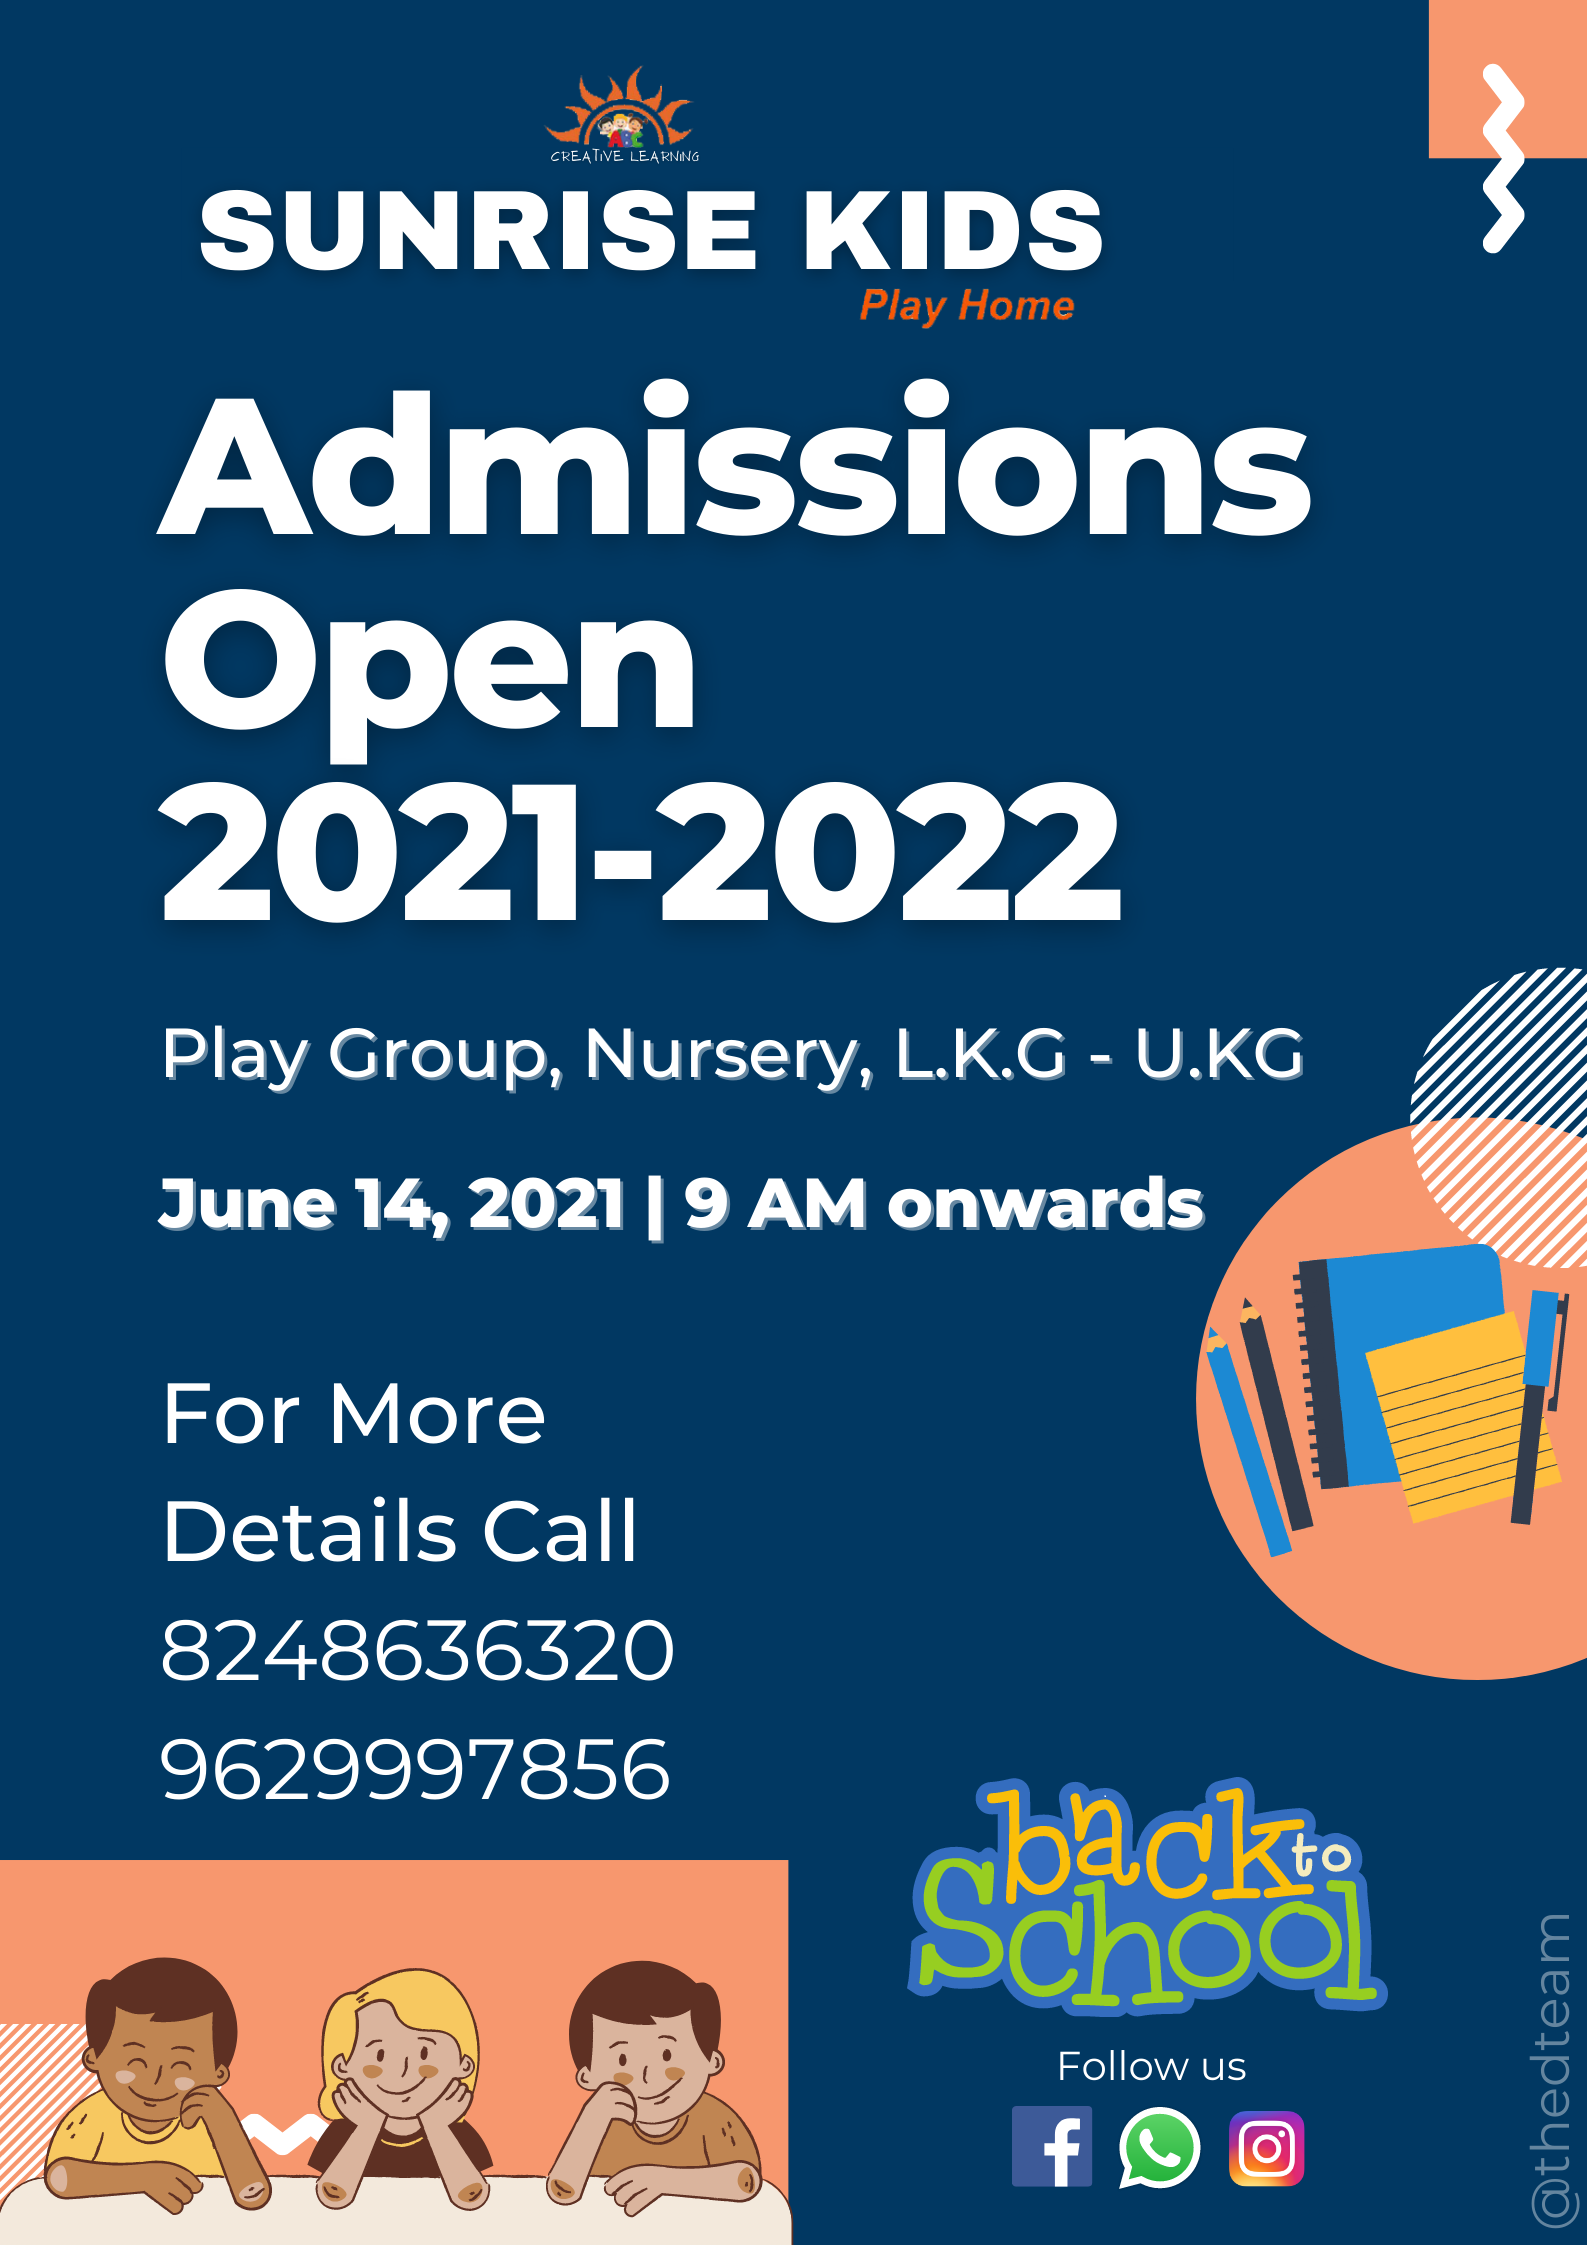 ABC
CREATIVE LEARNING
SUNRISE KIDS
Play Home
Admissions
Open
2021-2022
Play Group, Nursery, L.K.G - U.KG
June 14, 2021 | 9 AM onwards
For More
Details Call
8248636320
9629997856
back to
School
Follow us
@thedteam